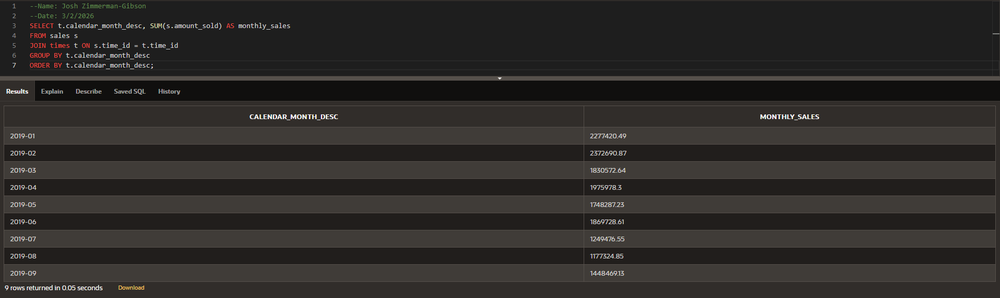 1 --Name: Josh Zimmerman-Gibson
2 --Date: 3/2/2026
3 SELECT t.calendar_month_desc, SUM(s.amount_sold) AS monthly_sales
4 FROM sales s
5 JOIN times t ON s.time_id = t.time_id
6 GROUP BY t.calendar_month_desc
7 ORDER BY t.calendar_month_desc;
Results Explain Describe Saved SQL History
CALENDAR_MONTH_DESC MONTHLY_SALES
2019-01 2277420.49
2019-02 2372690.87
2019-03 1830572.64
2019-04 1975978.3
2019-05 1748287.23
2019-06 1869728.61
2019-07 1249476.55
2019-08 1177324.85
2019-09 1448469.13
9 rows returned in 0.05 seconds Download